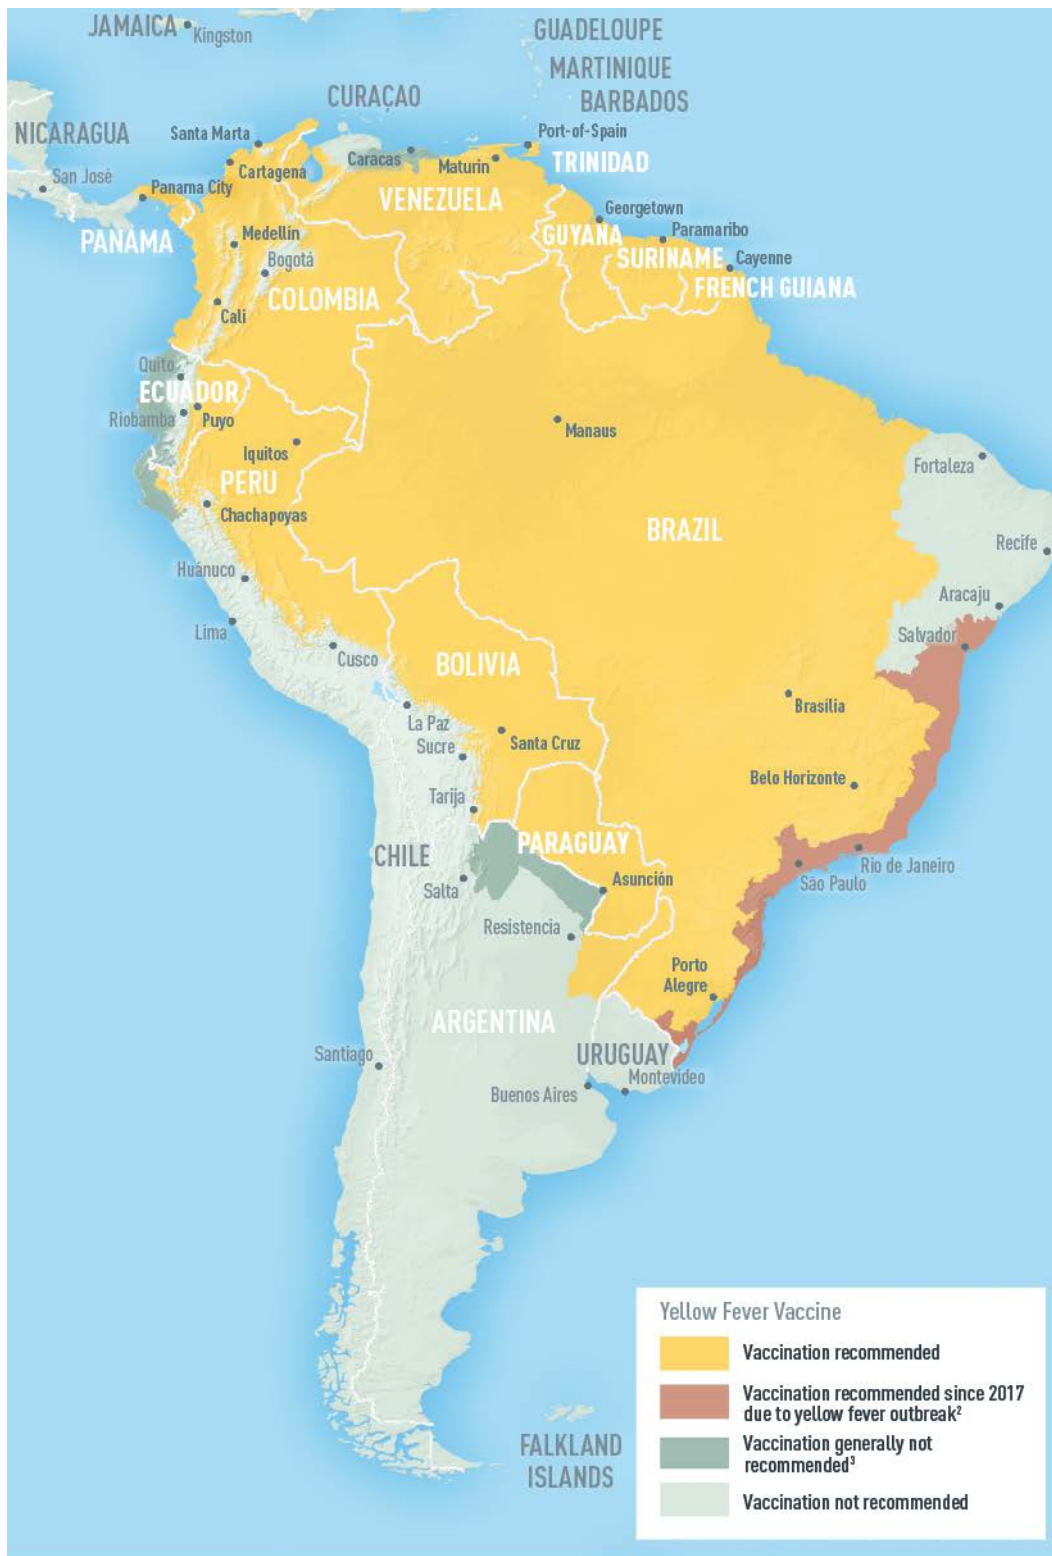 JAMAICA
Kingston
GUADELOUPE
MARTINIQUE
BARBADOS
CURAÇAO
NICARAGUA
Santa Marta
Port-of-Spain
Caracas
Maturin
TRINIDAD
San José
Panama City
Cartagena
VENEZUELA
Georgetown
PANAMA
Medellín
GUYANA
Paramaribo
Bogotá
SURINAME
Cayenne
COLOMBIA
FRENCH GUIANA
Cali
Quito
ECUADOR
Riobamba
Puyo
Manaus
Iquitos
PERU
Fortaleza
Chachapoyas
BRAZIL
Recife
Huánuco
Aracaju
Lima
Salvador
Cusco
BOLIVIA
Brasília
La Paz
Sucre
Santa Cruz
Belo Horizonte
Tarija
PARAGUAY
CHILE
Rio de Janeiro
Asunción
São Paulo
Salta
Resistencia
Porto
Alegre
ARGENTINA
Santiago
URUGUAY
Montevideo
Buenos Aires
FALKLAND
ISLANDS
Yellow Fever Vaccine
Vaccination recommended
Vaccination recommended since 2017
due to yellow fever outbreak²
Vaccination generally not
recommended³
Vaccination not recommended